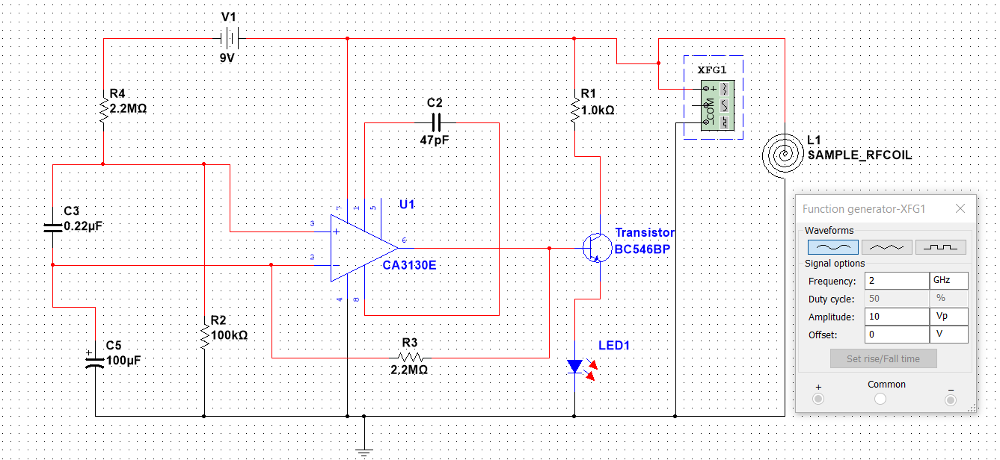 V1
9V
R4
2.2MΩ
R1
1.0kΩ
C2
47pF
XFG1
+
COM
L1
SAMPLE_RFCOIL
C3
0.22µF
U1
7
1
5
3
+
6
2
−
4
8
CA3130E
Transistor
BC546BP
R2
100kΩ
C5
+
100µF
R3
2.2MΩ
LED1
Function generator-XFG1
Waveforms
Signal options
Frequency: 2 GHz
Duty cycle: 50 %
Amplitude: 10 Vp
Offset: 0 V
Set rise/Fall time
+ Common −